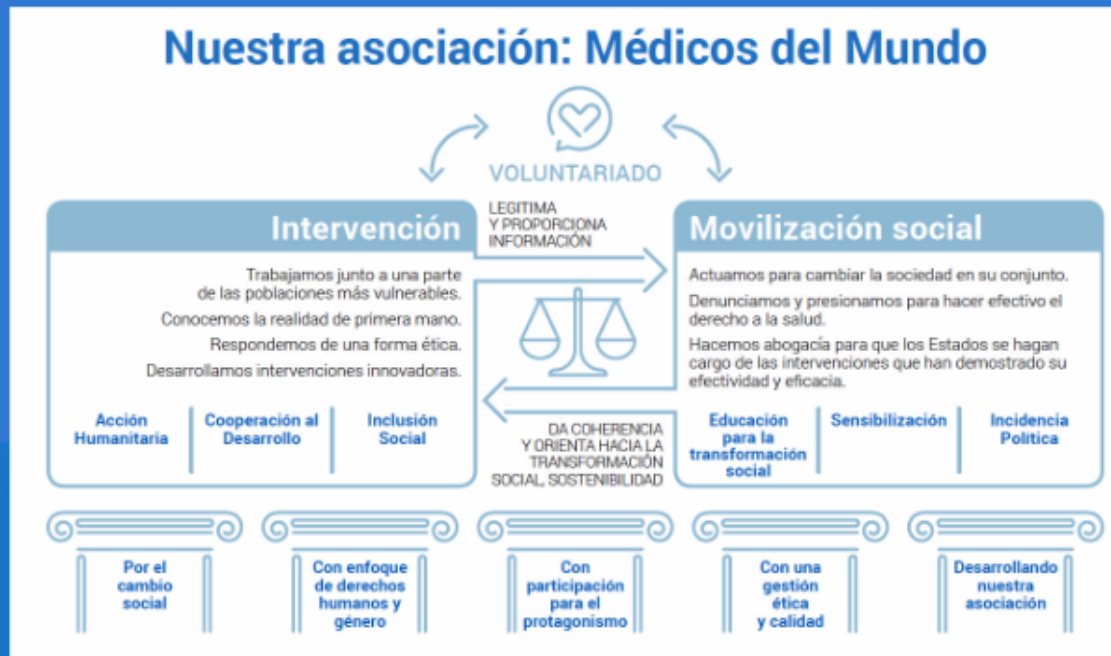 Nuestra asociación: Médicos del Mundo
VOLUNTARIADO
Intervención
Trabajamos junto a una parte
de las poblaciones más vulnerables.
Conocemos la realidad de primera mano.
Respondemos de una forma ética.
Desarrollamos intervenciones innovadoras.
Acción
Humanitaria
Cooperación al
Desarrollo
Inclusión
Social
LEGITIMA
Y PROPORCIONA
INFORMACIÓN
DA COHERENCIA
Y ORIENTA HACIA LA
TRANSFORMACIÓN
SOCIAL, SOSTENIBILIDAD
Movilización social
Actuamos para cambiar la sociedad en su conjunto.
Denunciamos y presionamos para hacer efectivo el
derecho a la salud.
Hacemos abogacía para que los Estados se hagan
cargo de las intervenciones que han demostrado su
efectividad y eficacia.
Educación
para la
transformación
social
Sensibilización
Incidencia
Política
Por el
cambio
social
Con enfoque
de derechos
humanos y
género
Con
participación
para el
protagonismo
Con una
gestión
ética
y calidad
Desarrollando
nuestra
asociación